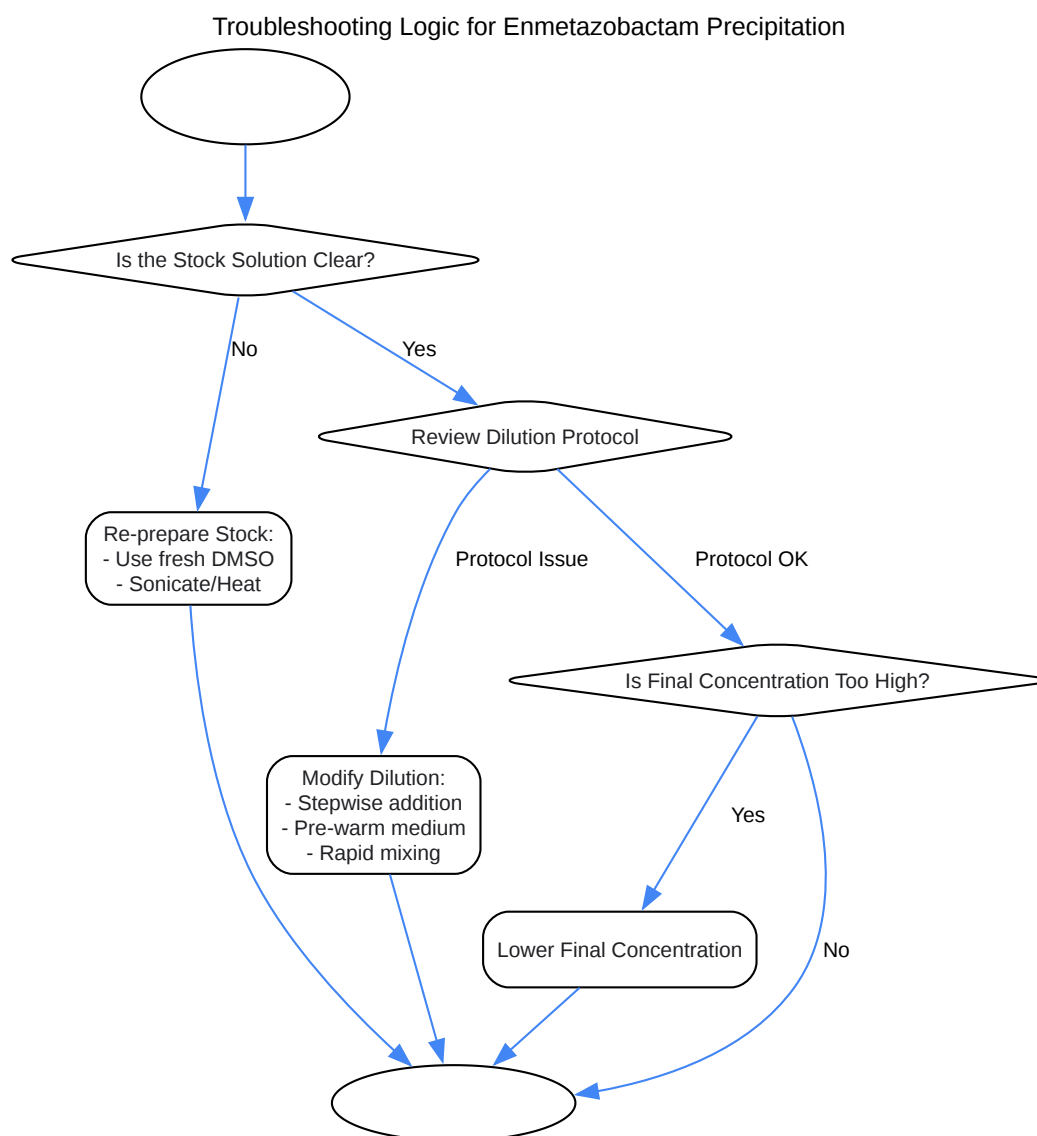 Troubleshooting Logic for Enmetazobactam Precipitation
Is the Stock Solution Clear?
No
Yes
Review Dilution Protocol
Re-prepare Stock:
- Use fresh DMSO
- Sonicate/Heat
Protocol Issue
Protocol OK
Is Final Concentration Too High?
Modify Dilution:
- Stepwise addition
- Pre-warm medium
- Rapid mixing
Yes
Lower Final Concentration
No